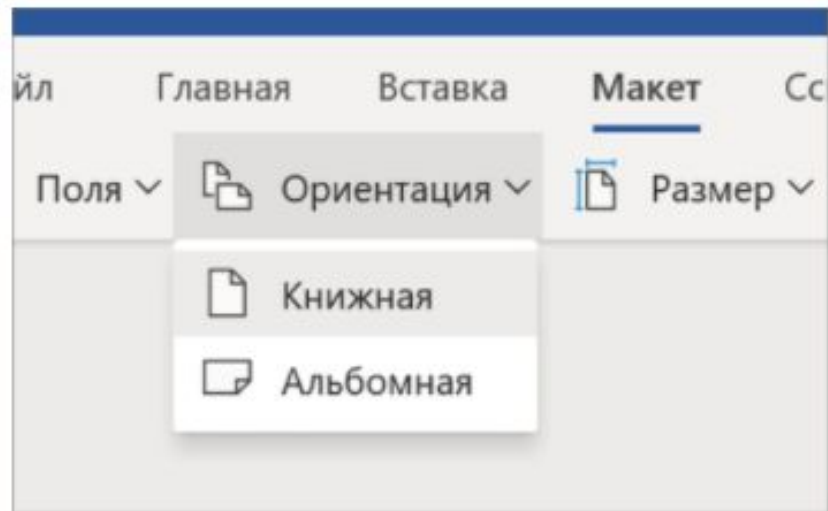 йл Главная Вставка Макет Сс
Поля Ориентация Размер
Книжная
Альбомная